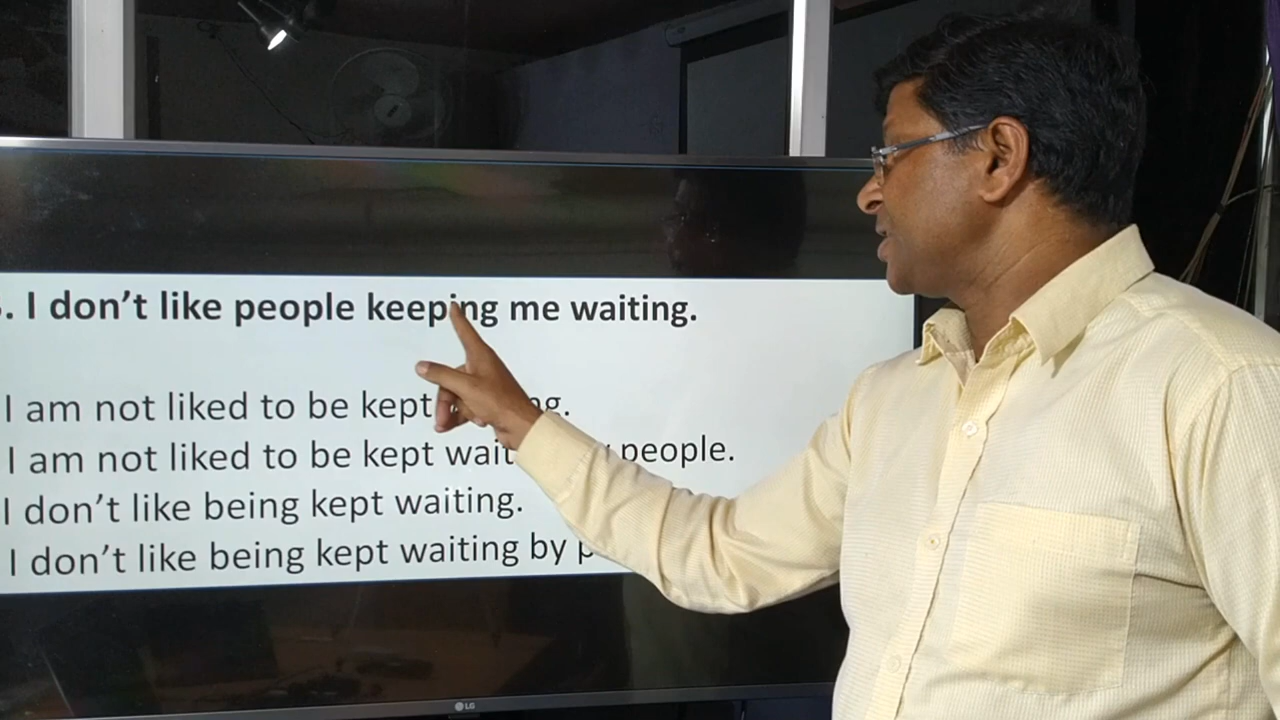 . I don't like people keeping me waiting.
I am not liked to be kept
I am not liked to be kept people.
I don't like being kept waiting.
I don't like being kept waiting by
LG